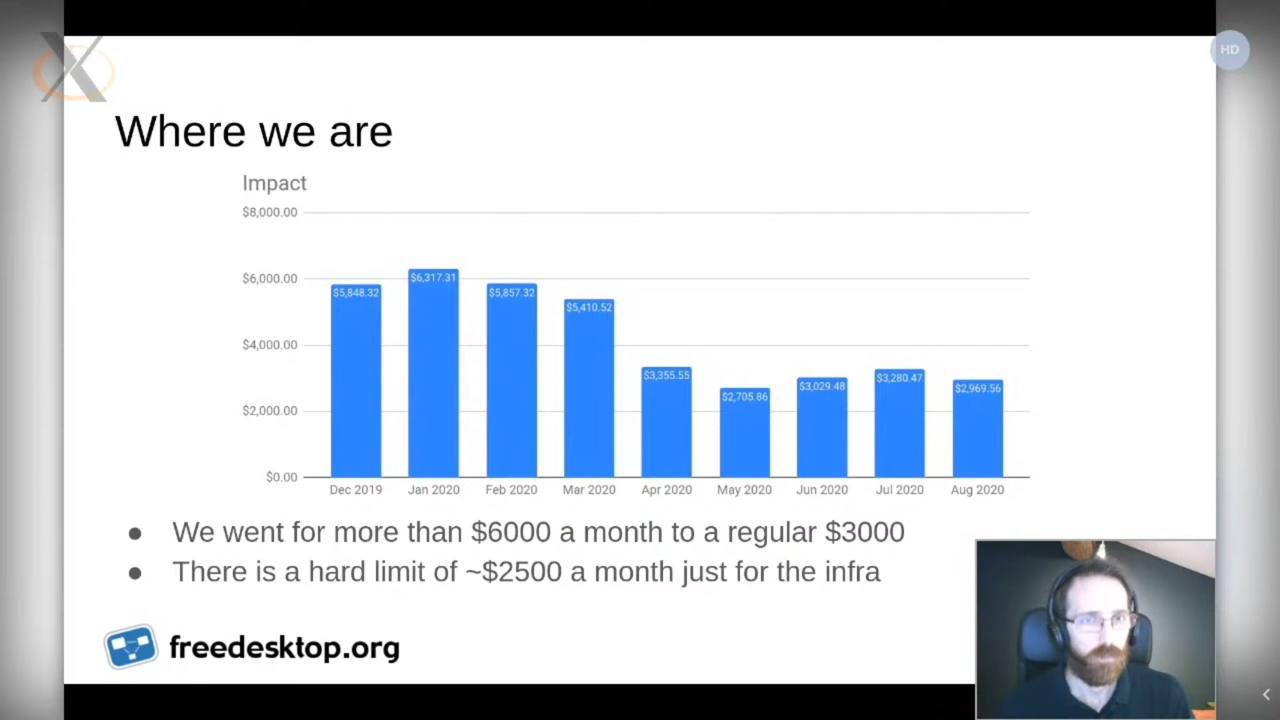 HD
Where we are
Impact
$8,000.00
$6,000.00
$4,000.00
$2,000.00
$0.00
$5,848.32
$6,317.31
$5,857.32
$5,410.52
$3,355.55
$2,705.86
$3,029.48
$3,280.47
$2,969.56
Dec 2019 Jan 2020 Feb 2020 Mar 2020 Apr 2020 May 2020 Jun 2020 Jul 2020 Aug 2020
● We went for more than $6000 a month to a regular $3000
● There is a hard limit of ~$2500 a month just for the infra
freedesktop.org